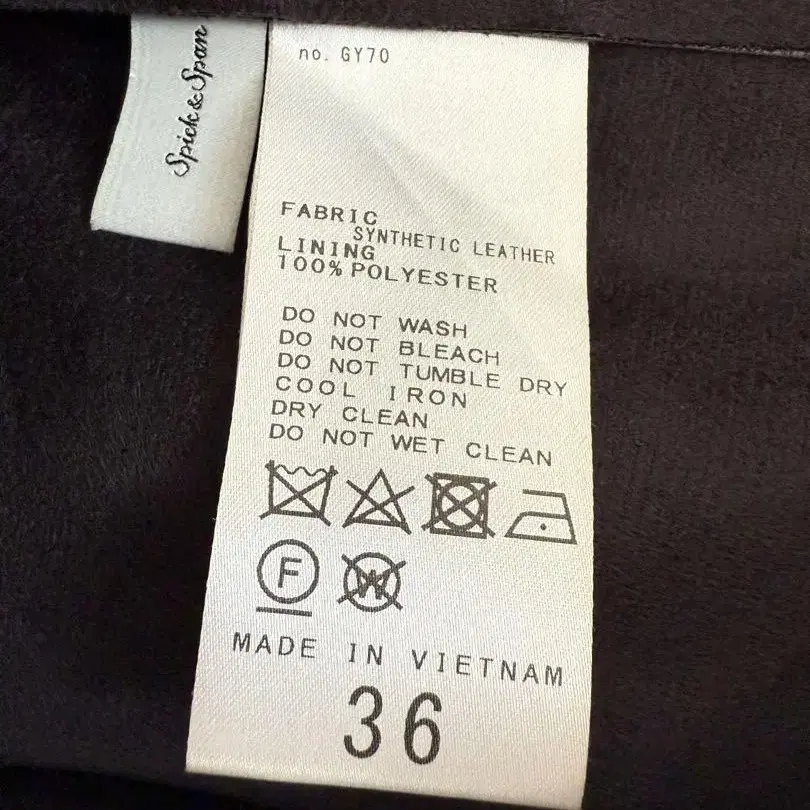 Spick & Span
no. GY70
FABRIC
SYNTHETIC LEATHER
LINING
100% POLYESTER
DO NOT WASH
DO NOT BLEACH
DO NOT TUMBLE DRY
COOL IRON
DRY CLEAN
DO NOT WET CLEAN
F W
MADE IN VIETNAM
36